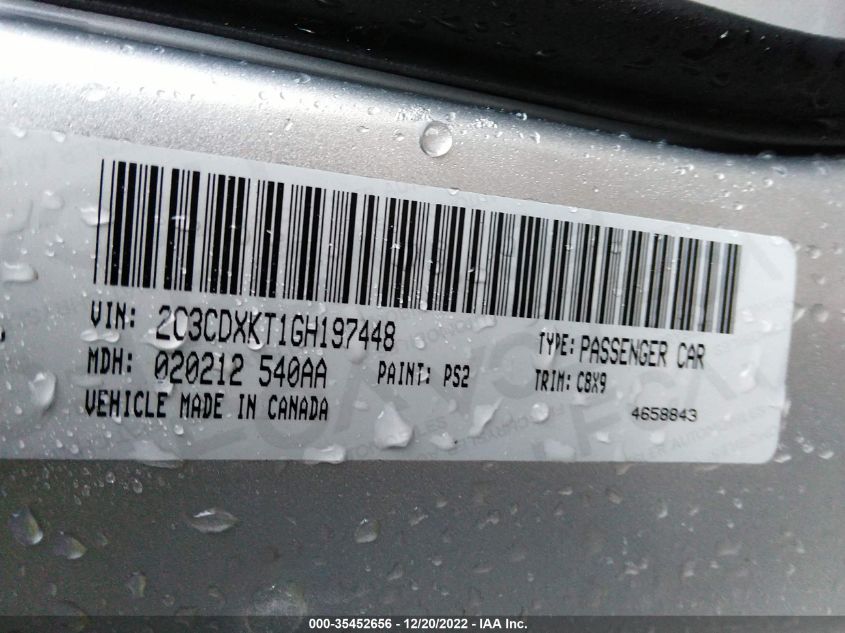 VIN: 2C3CDXKT1GH197448 TYPE: PASSENGER CAR
MDH: 020212 540AA PAINT: PS2 TRIM: C8X9
VEHICLE MADE IN CANADA 4658843
000-35452656 - 12/20/2022 - IAA Inc.